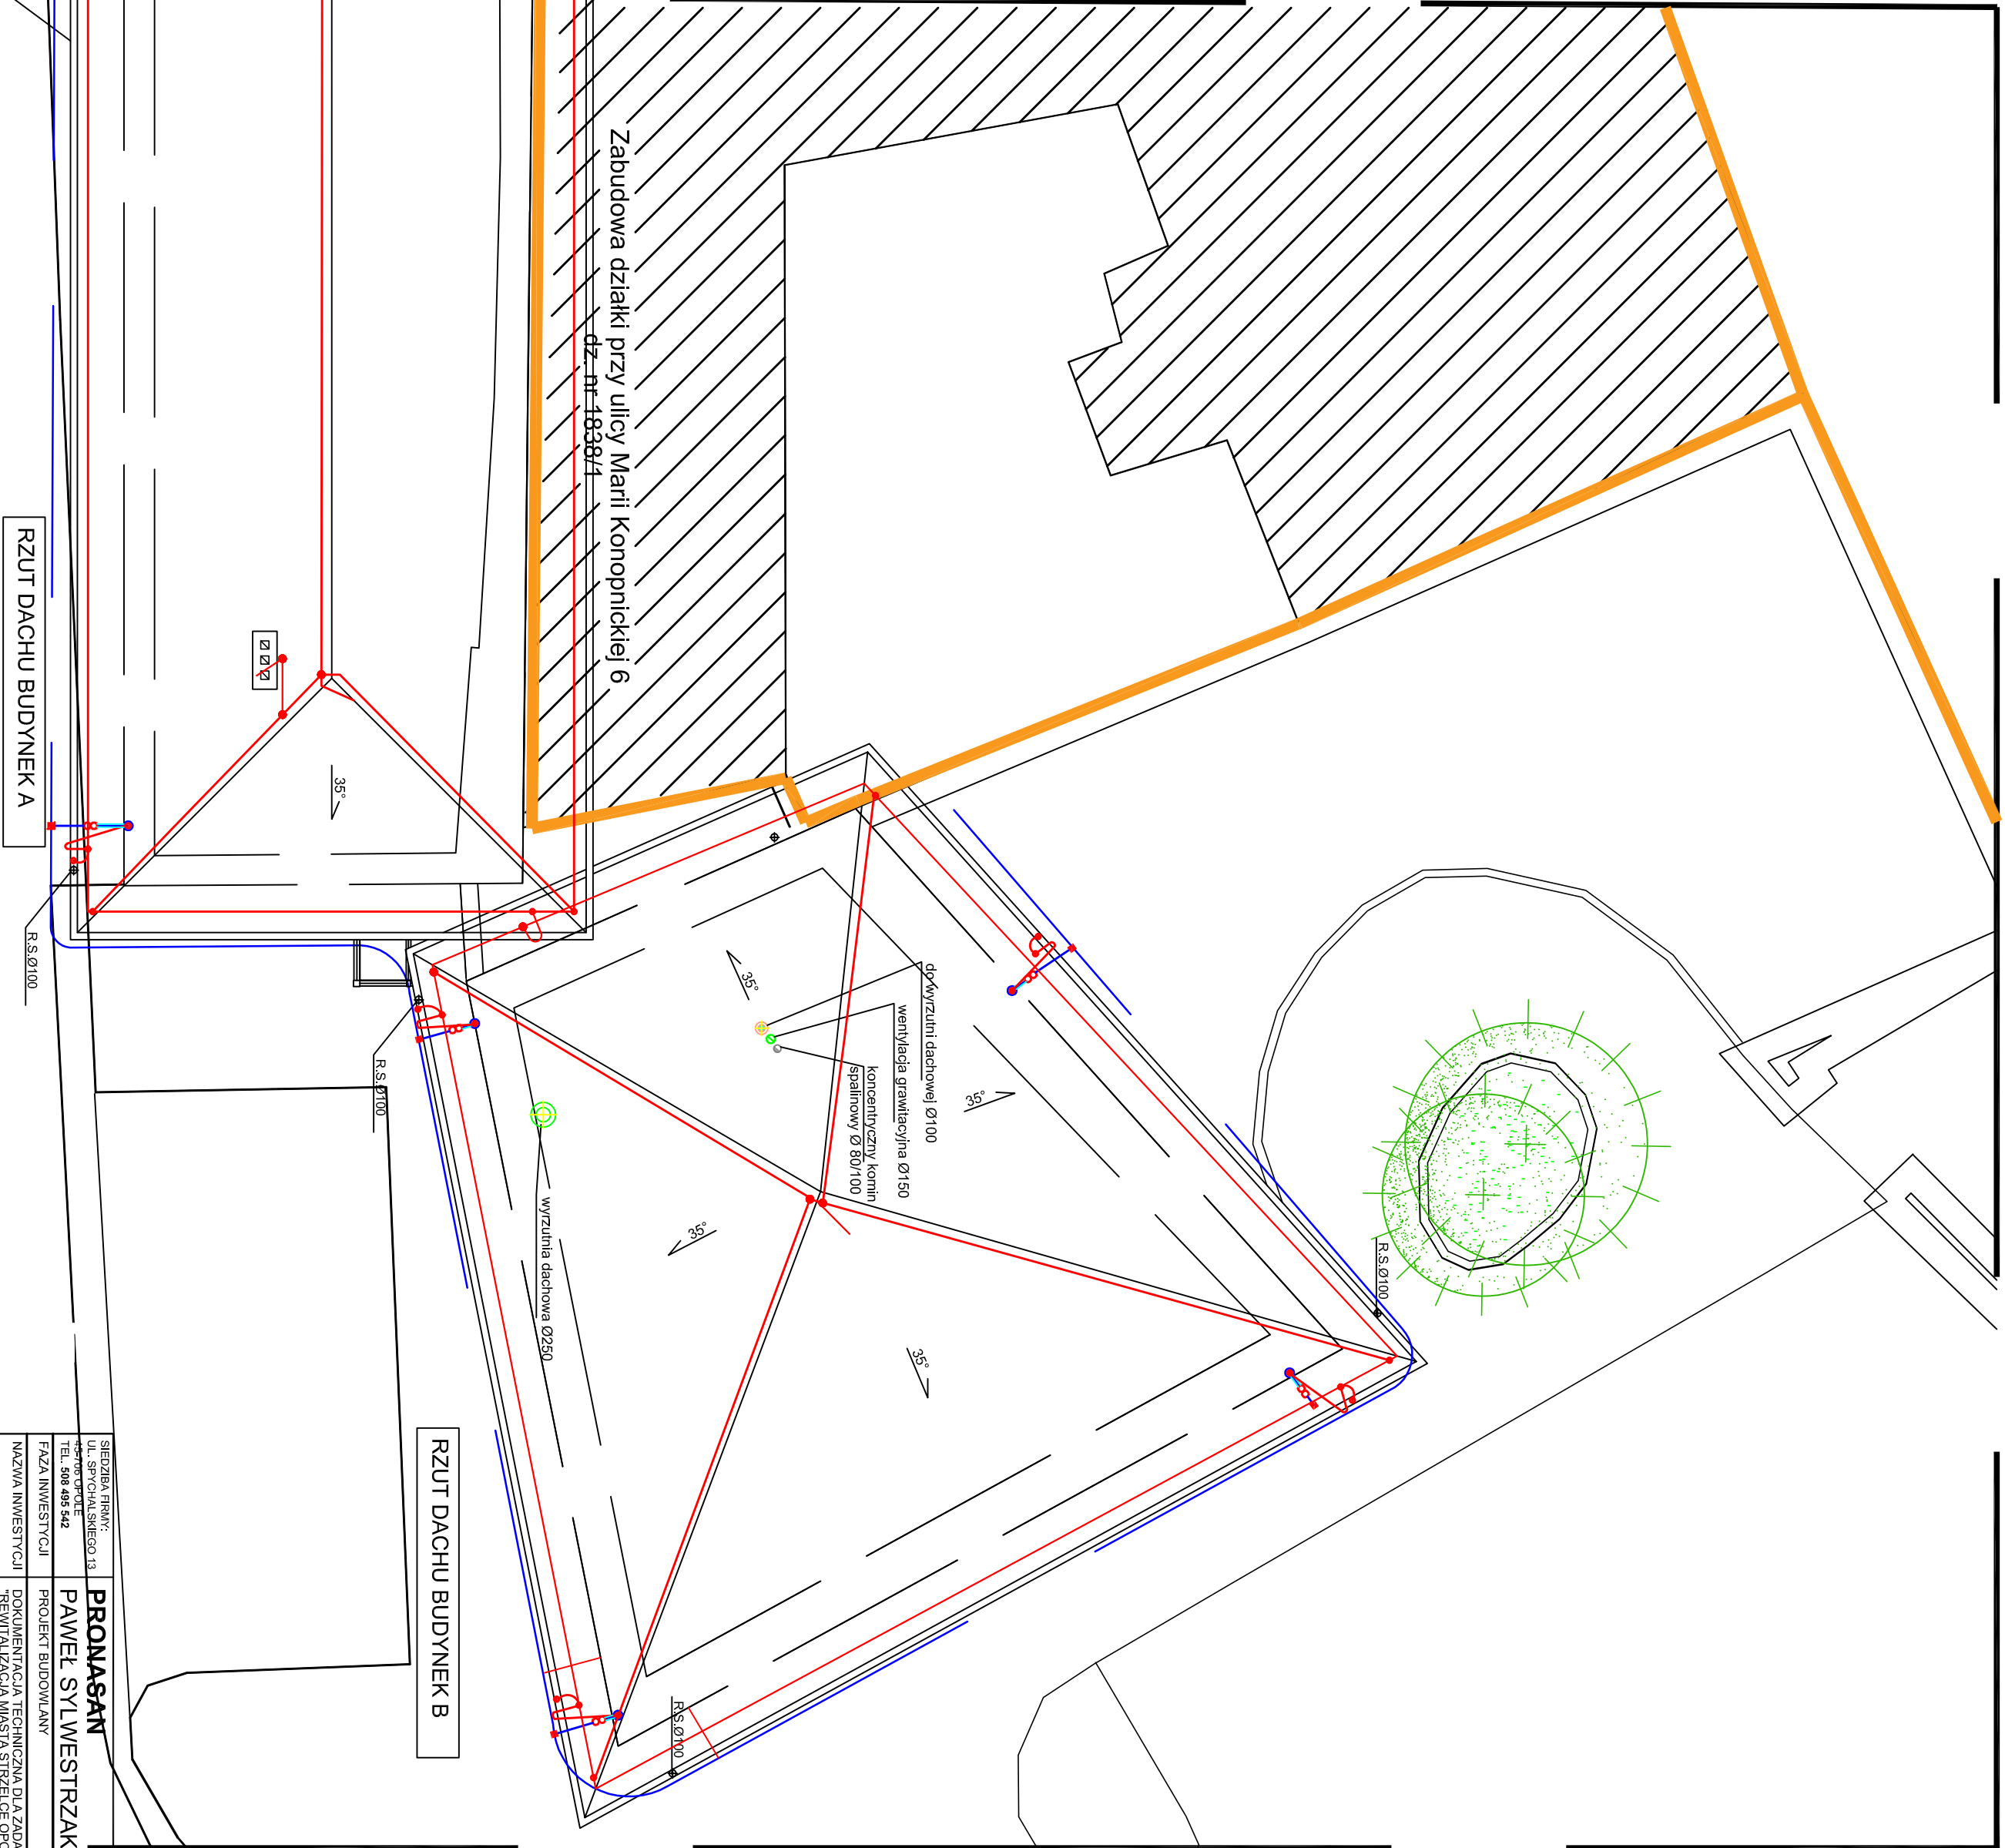 Zabudowa działki przy ulicy Marii Konopnickiej 6
dz. nr 1838/1
RZUT DACHU BUDYNEK A
35°
R.S.Ø100
R.S.Ø100
35°
do wyrzutni dachowej Ø100
wentylacja grawitacyjna Ø150
koncentryczny komin
spalinowy Ø 80/100
35°
35°
wyrzutnia dachowa Ø250
35°
R.S.Ø100
R.S.Ø100
RZUT DACHU BUDYNEK B
SIEDZIBA FIRMY:
UL. SPYCHALSKIEGO 13
45-706 OPOLE
TEL. 508 495 542
PRONASAN
PAWEŁ SYLWESTRZAK
FAZA INWESTYCJI
PROJEKT BUDOWLANY
NAZWA INWESTYCJI
DOKUMENTACJA TECHNICZNA DLA ZADA
"REWITALIZACJA MIASTA STRZELCE OPO